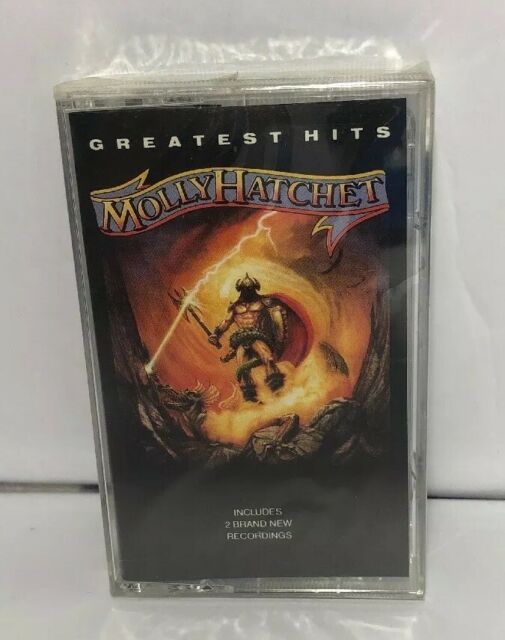 GREATEST HITS
MOLLY HATCHET
INCLUDES
2 BRAND NEW
RECORDINGS